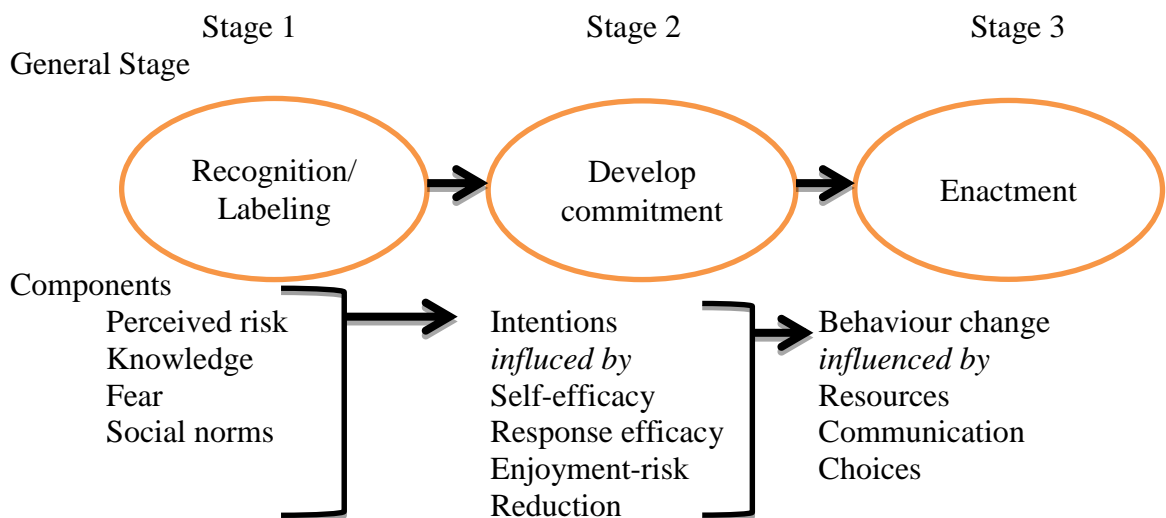 Stage 1 Stage 2 Stage 3
General Stage
Recognition/
Labeling
Develop
commitment
Enactment
Components
Perceived risk
Knowledge
Fear
Social norms
Intentions
influced by
Self-efficacy
Response efficacy
Enjoyment-risk
Reduction
Behaviour change
influenced by
Resources
Communication
Choices